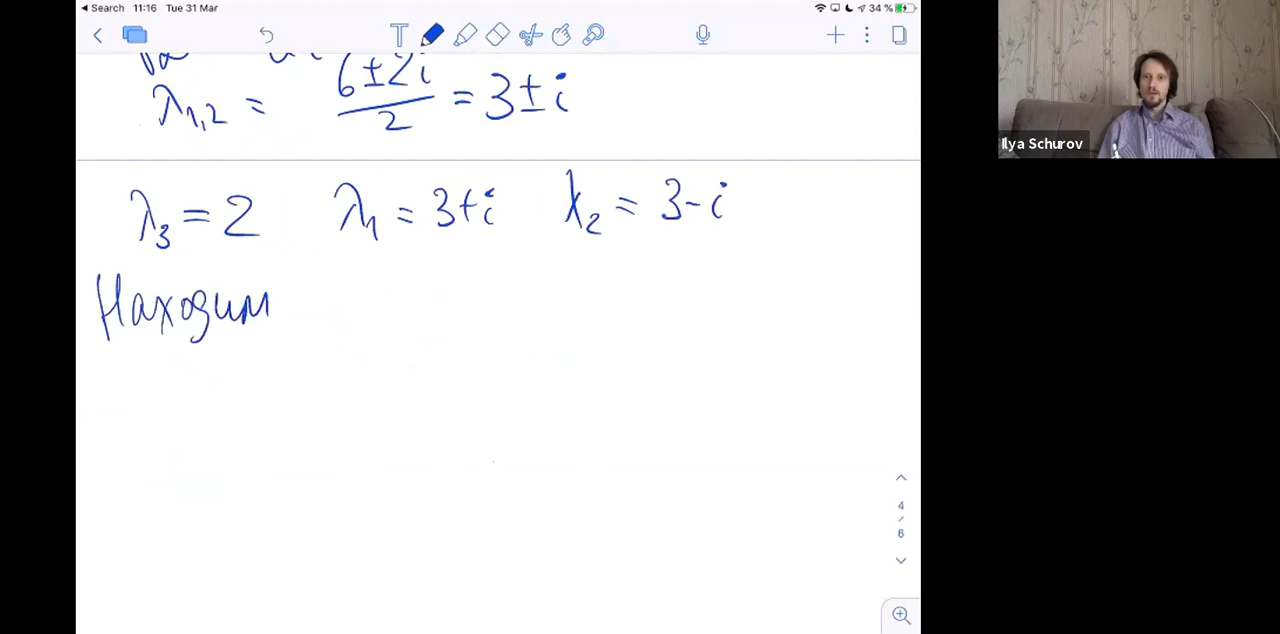 Search 11:16 Tue 31 Mar 34 %
T
λ1,2 = 6±2i/2 = 3±i
Ilya Schurov
λ3 = 2 λ1 = 3+i λ2 = 3-i
Находим
4
/
6